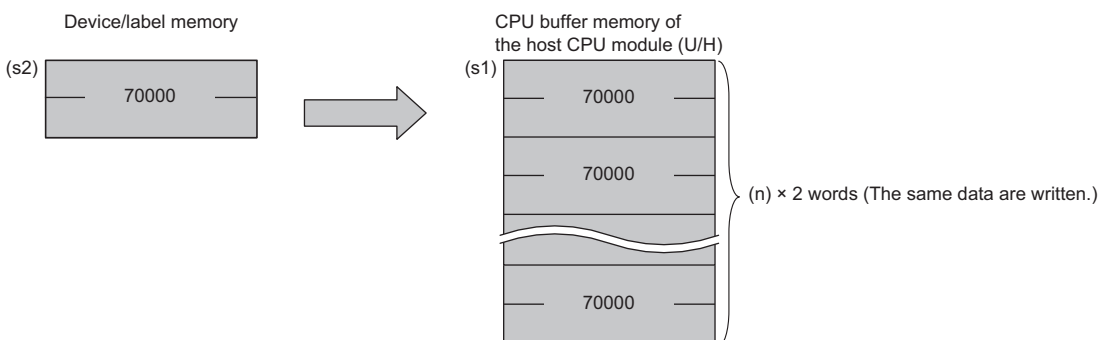 Device/label memory
CPU buffer memory of
the host CPU module (U/H)
(s2)
70000
(s1)
70000
70000
(n) × 2 words (The same data are written.)
70000